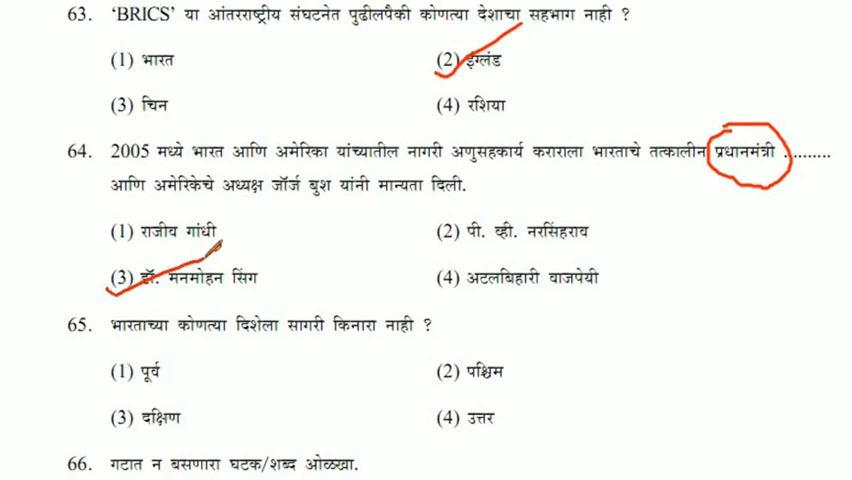 63. ‘BRICS’ या आंतरराष्ट्रीय संघटनेत पुढीलपैकी कोणत्या देशाचा सहभाग नाही ?
(1) भारत (2) इंग्लंड
(3) चिन (4) रशिया
64. 2005 मध्ये भारत आणि अमेरिका यांच्यातील नागरी अणुसहकार्य कराराला भारताचे तत्कालीन प्रधानमंत्री ..........
आणि अमेरिकेचे अध्यक्ष जॉर्ज बुश यांनी मान्यता दिली.
(1) राजीव गांधी (2) पी. व्ही. नरसिंहराव
(3) डॉ. मनमोहन सिंग (4) अटलबिहारी वाजपेयी
65. भारताच्या कोणत्या दिशेला सागरी किनारा नाही ?
(1) पूर्व (2) पश्चिम
(3) दक्षिण (4) उत्तर
66. गटात न बसणारा घटक/शब्द ओळखा.